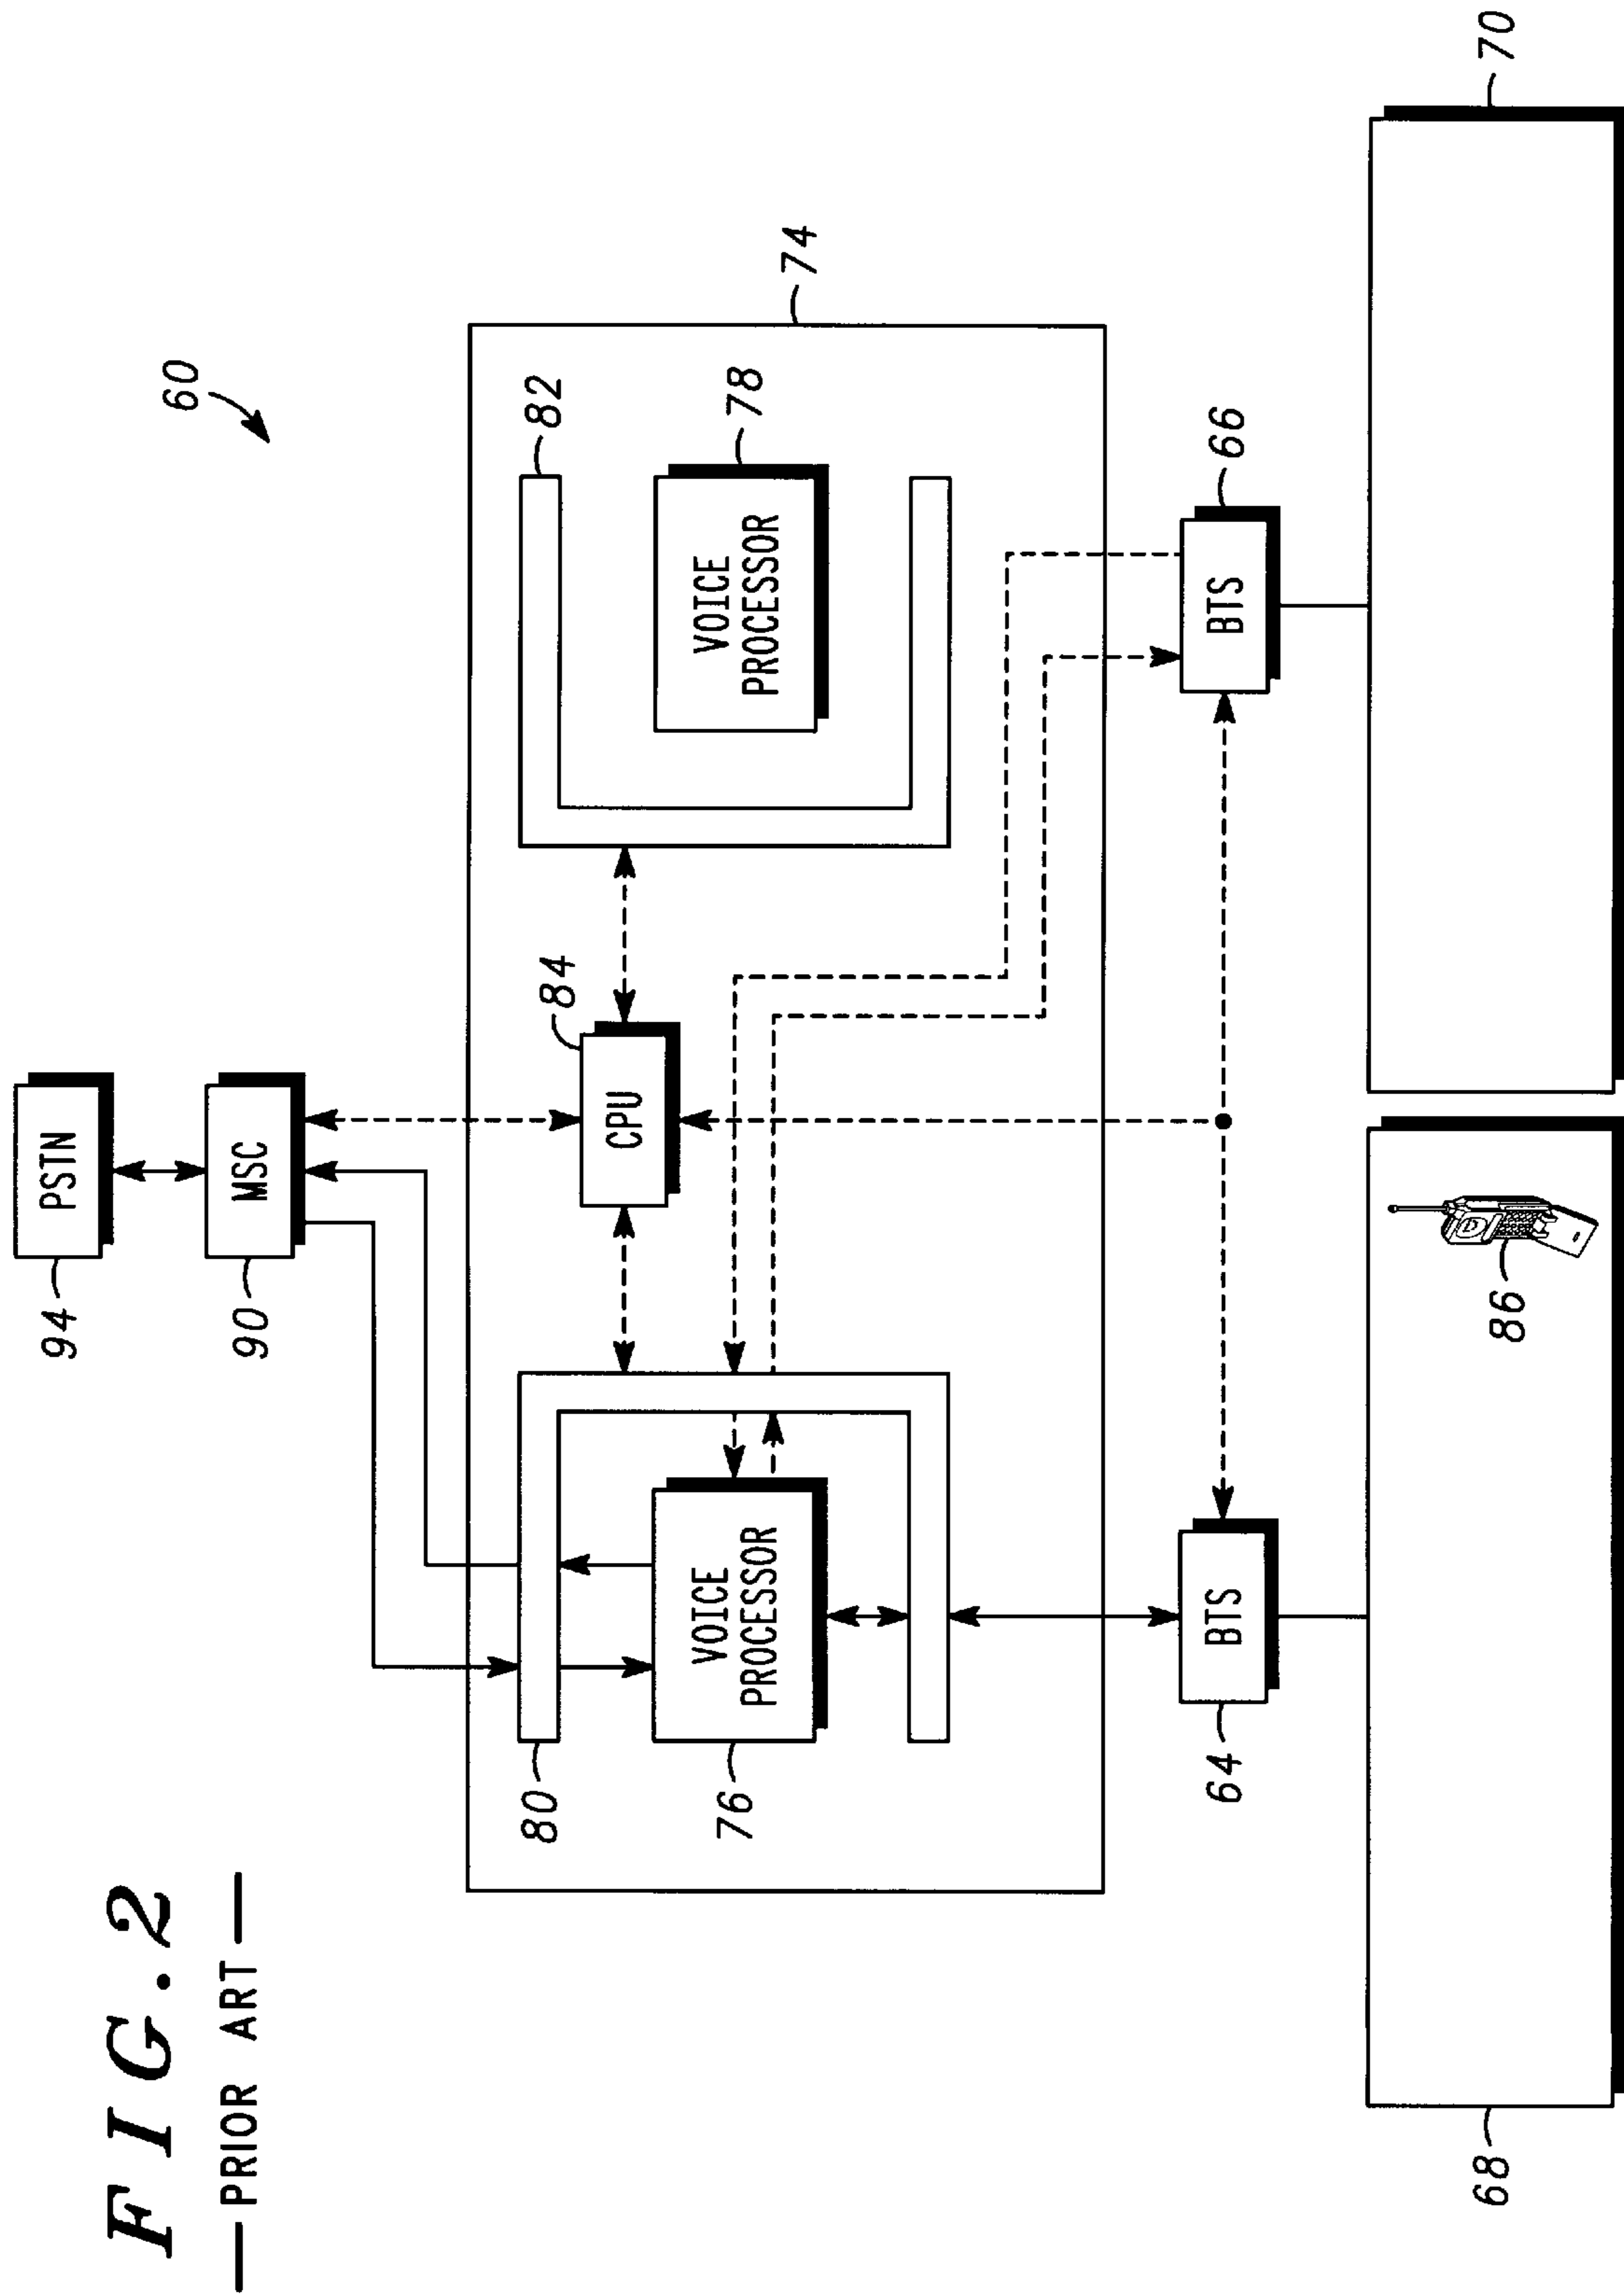 FIG.2
— PRIOR ART —
60
94
PSTN
90
MSC
74
80
82
84
CPU
76
VOICE
PROCESSOR
VOICE
PROCESSOR
78
64
BTS
BTS
66
68
86
70